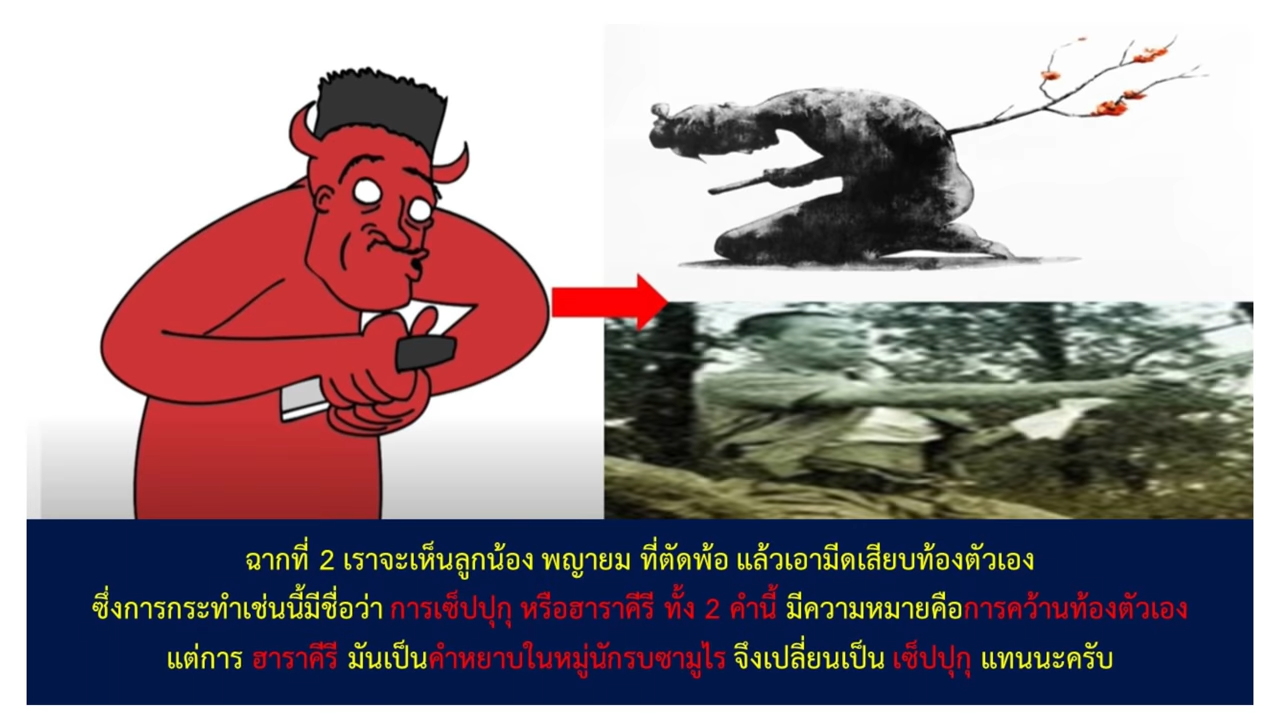 ฉากที่ 2 เราจะเห็นลูกน้อง พญายม ที่ตัดพ้อ แล้วเอามีดเสียบท้องตัวเอง
ซึ่งการกระทำเช่นนี้มีชื่อว่า การเซ็ปปุกุ หรือฮาราคีรี ทั้ง 2 คำนี้ มีความหมายคือการคว้านท้องตัวเอง
แต่การ ฮาราคีรี มันเป็นคำหยาบในหมู่นักรบซามูไร จึงเปลี่ยนเป็น เซ็ปปุกุ แทนนะครับ